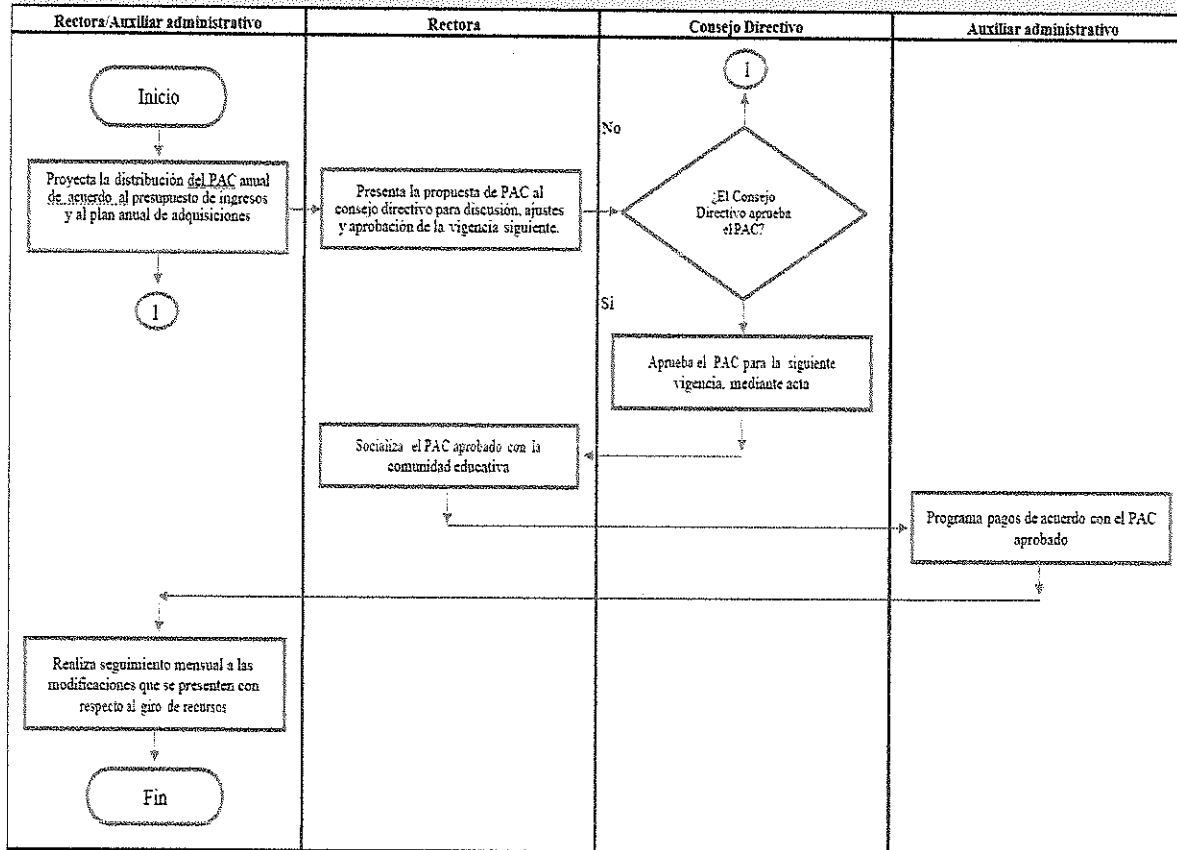 Rectora/Auxiliar administrativo
Rectora
Consejo Directivo
Auxiliar administrativo
Inicio
Proyecta la distribución del PAC anual
de acuerdo al presupuesto de ingresos
y al plan anual de adquisiciones
1
Presenta la propuesta de PAC al
consejo directivo para discusión, ajustes
y aprobación de la vigencia siguiente.
1
No
¿El Consejo
Directivo aprueba
el PAC?
Si
Aprueba el PAC para la siguiente
vigencia, mediante acta
Socializa el PAC aprobado con la
comunidad educativa
Programa pagos de acuerdo con el PAC
aprobado
Realiza seguimiento mensual a las
modificaciones que se presenten con
respecto al giro de recursos
Fin